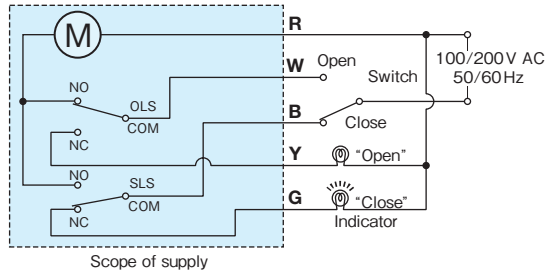 M
R
W
Open
Switch
100/200V AC
50/60Hz
NO
OLS
COM
B
Close
NC
Y
"Open"
NO
SLS
COM
G
"Close"
NC
Indicator
Scope of supply